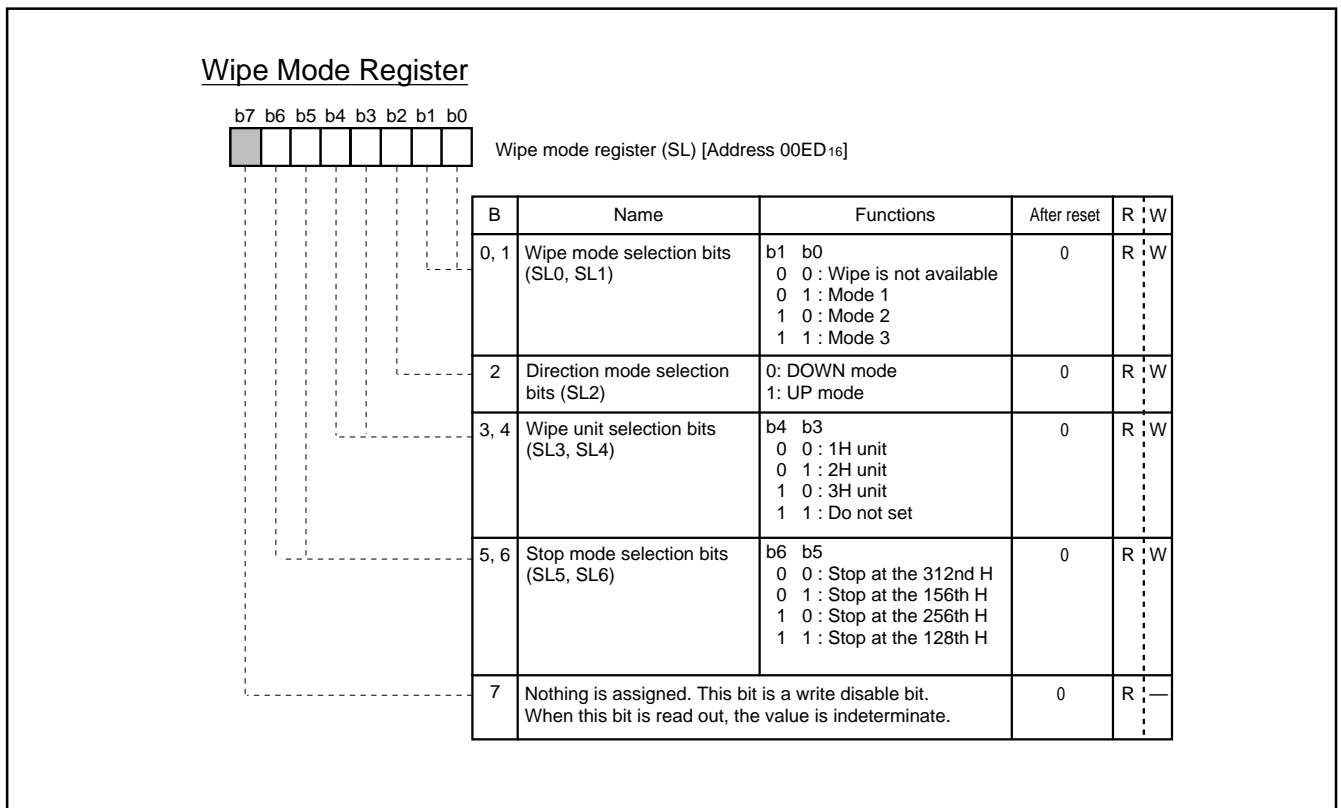 Wipe Mode Register
b7 b6 b5 b4 b3 b2 b1 b0
Wipe mode register (SL) [Address 00ED16]
B Name Functions After reset R W
0, 1 Wipe mode selection bits (SL0, SL1)
b1 b0
0 0 : Wipe is not available
0 1 : Mode 1
1 0 : Mode 2
1 1 : Mode 3
0 R W
2 Direction mode selection bits (SL2)
0: DOWN mode
1: UP mode
0 R W
3, 4 Wipe unit selection bits (SL3, SL4)
b4 b3
0 0 : 1H unit
0 1 : 2H unit
1 0 : 3H unit
1 1 : Do not set
0 R W
5, 6 Stop mode selection bits (SL5, SL6)
b6 b5
0 0 : Stop at the 312nd H
0 1 : Stop at the 156th H
1 0 : Stop at the 256th H
1 1 : Stop at the 128th H
0 R W
7 Nothing is assigned. This bit is a write disable bit.
When this bit is read out, the value is indeterminate.
0 R —